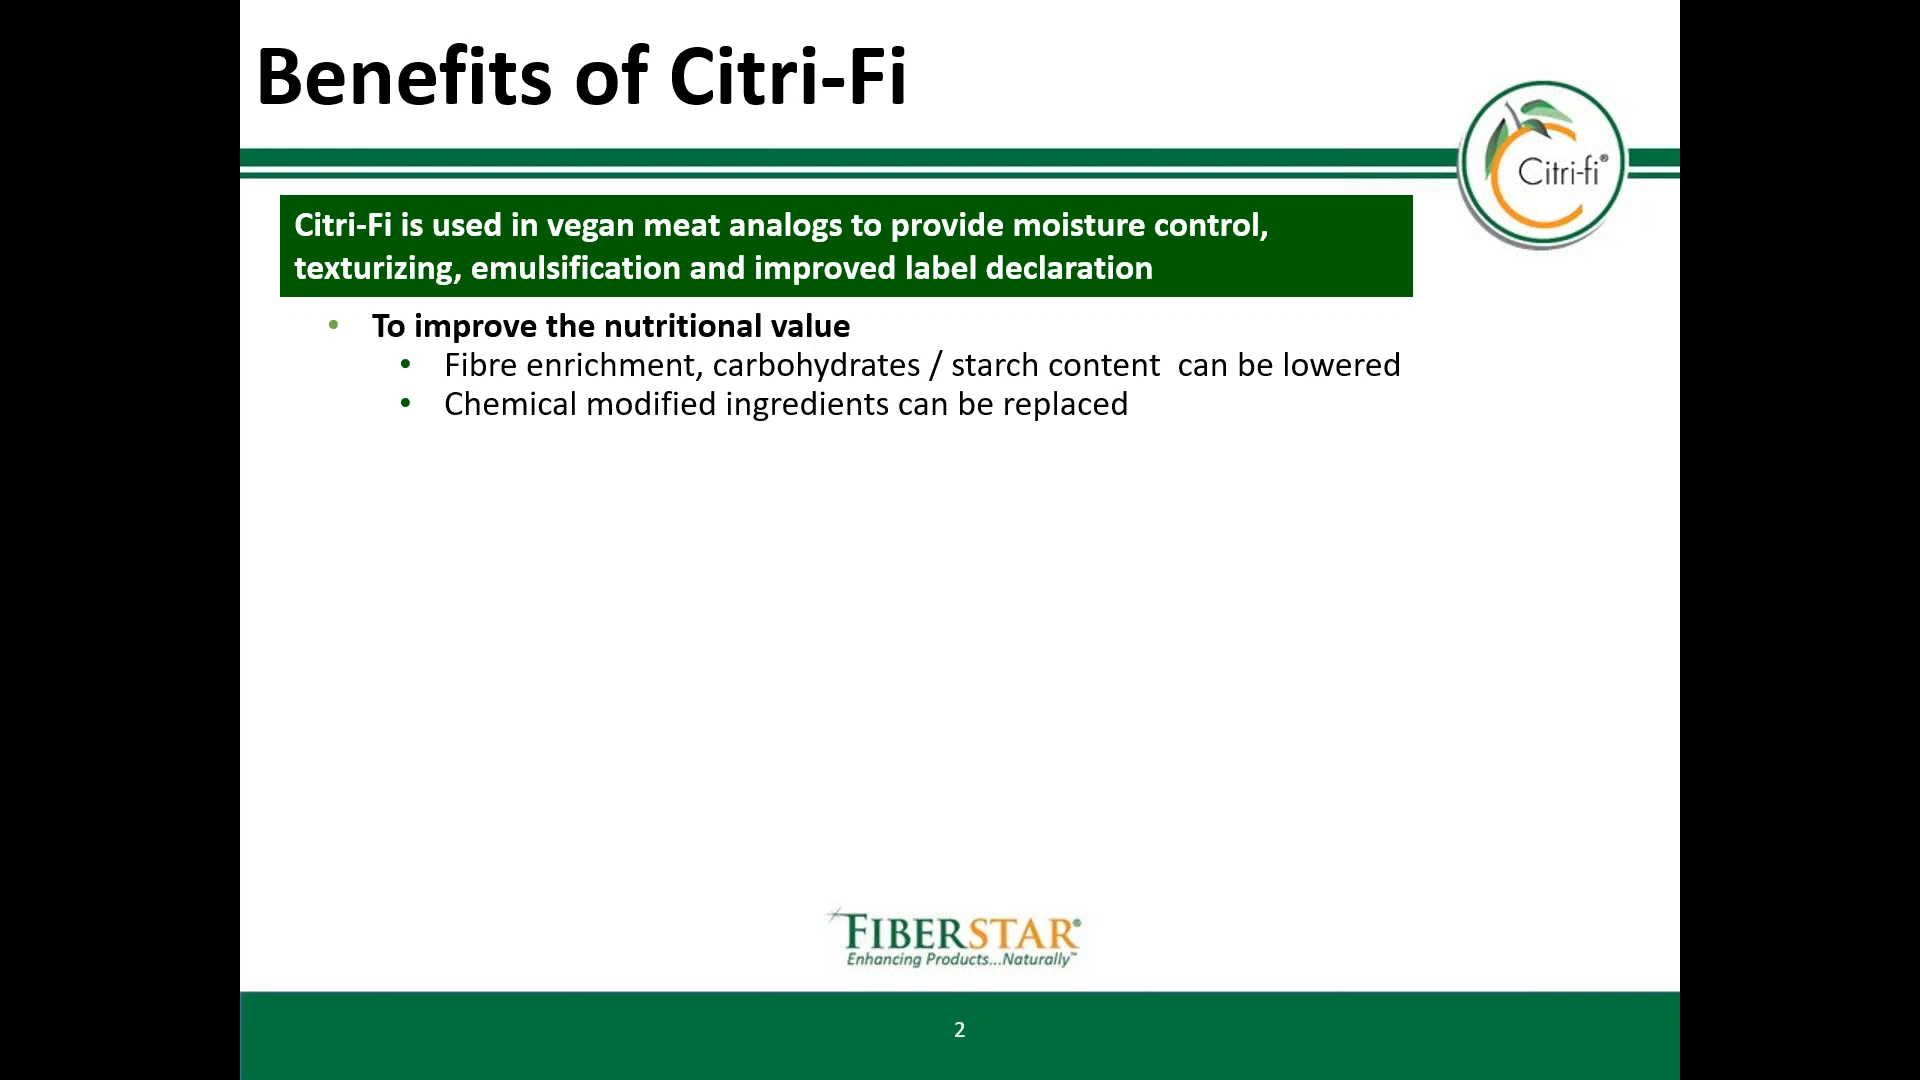 Benefits of Citri-Fi
Citri-fi®
Citri-Fi is used in vegan meat analogs to provide moisture control,
texturizing, emulsification and improved label declaration
• To improve the nutritional value
• Fibre enrichment, carbohydrates / starch content  can be lowered
• Chemical modified ingredients can be replaced
FIBERSTAR®
Enhancing Products...Naturally™
2